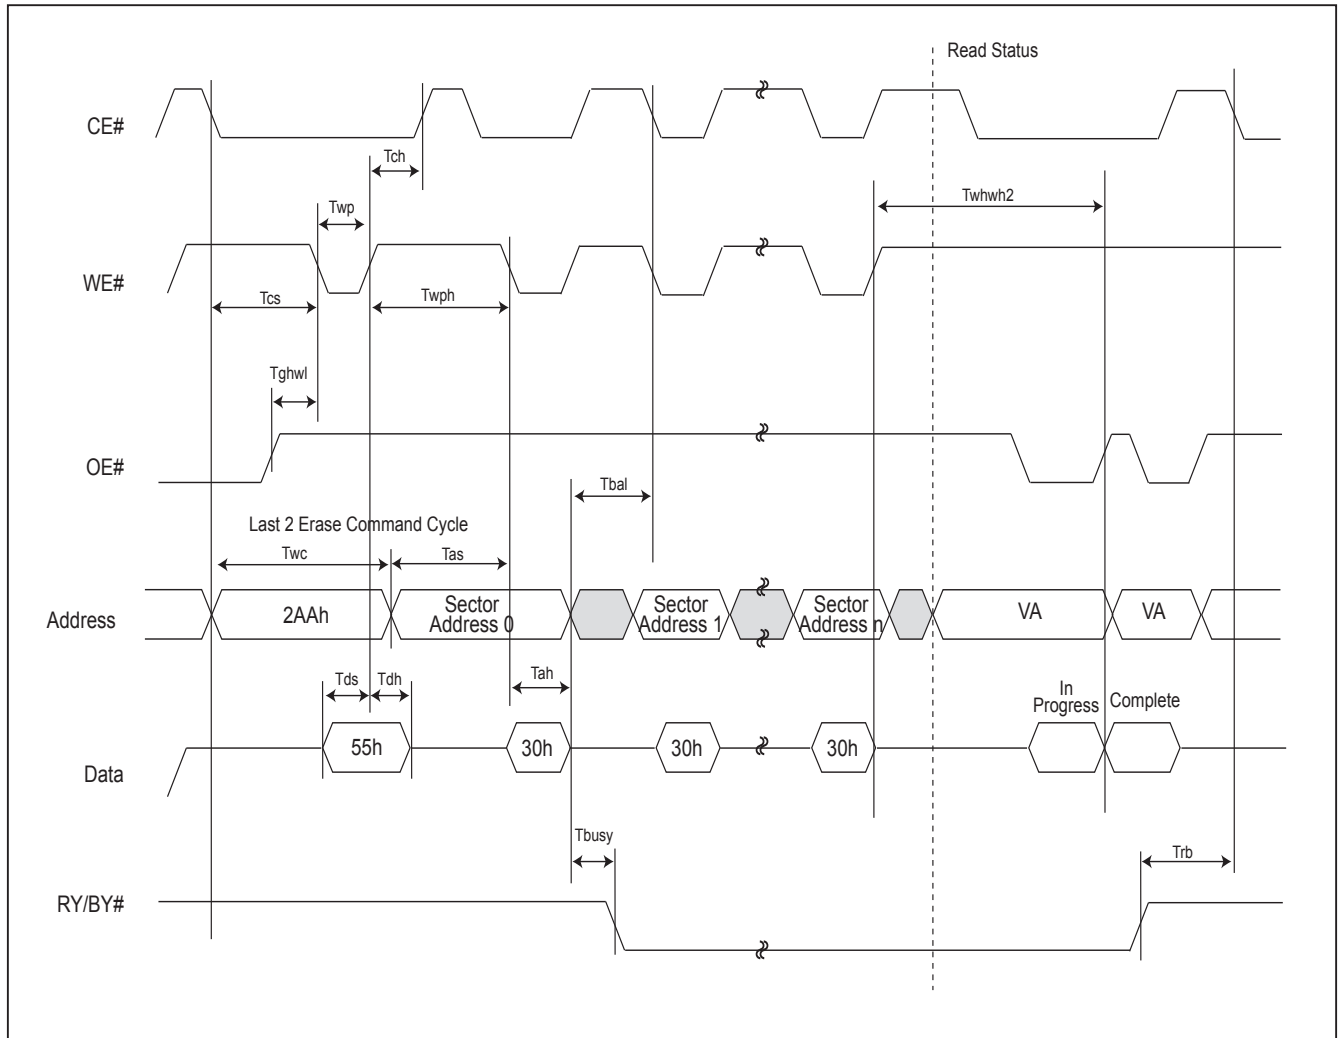 Read Status
CE#
Tch
Twp
Twhwh2
WE#
Tcs
Twph
Tghwl
OE#
Tbal
Last 2 Erase Command Cycle
Twc
Tas
Address
2AAh
Sector
Address 0
Sector
Address 1
Sector
Address n
VA
VA
Tds
Tdh
Tah
In
Progress
Complete
Data
55h
30h
30h
30h
Tbusy
Trb
RY/BY#